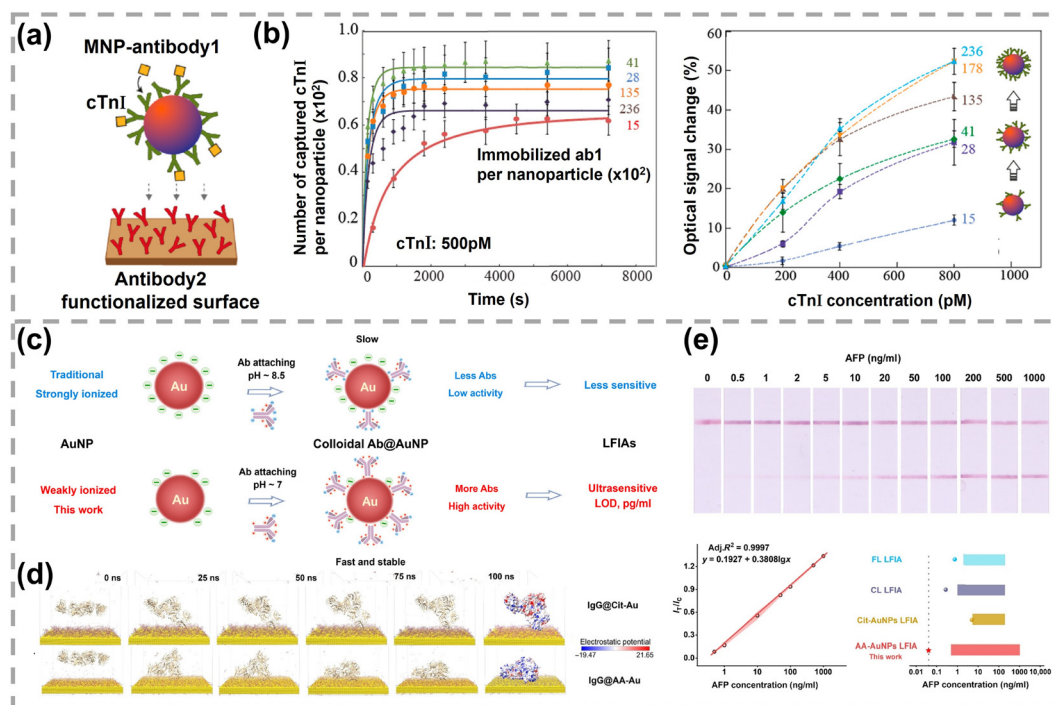 (a)
MNP-antibody1
cTnI
Antibody2
functionalized surface
(b)
Number of captured cTnI
per nanoparticle (x10²)
1.0
0.8
0.6
0.4
0.2
0
0
2000
4000
6000
8000
Time (s)
41
28
135
236
15
Immobilized ab1
per nanoparticle (x10²)
cTnI: 500pM
Optical signal change (%)
60
50
40
30
20
10
0
0
200
400
600
800
1000
cTnI concentration (pM)
236
178
135
41
28
15
(c)
Traditional
Strongly ionized
Au
Ab attaching
pH ~ 8.5
Slow
Au
Less Abs
Low activity
Less sensitive
AuNP
Colloidal Ab@AuNP
LFIAs
Weakly ionized
This work
Au
Ab attaching
pH ~ 7
Au
More Abs
High activity
Ultrasensitive
LOD, pg/ml
Fast and stable
(d)
0 ns
25 ns
50 ns
75 ns
100 ns
IgG@Cit-Au
Electrostatic potential
−19.47
21.65
IgG@AA-Au
(e)
AFP (ng/ml)
0 0.5 1 2 5 10 20 50 100 200 500 1000
Adj.R² = 0.9997
y = 0.1927 + 0.3808lgx
I_T/I_C
1.2
0.9
0.6
0.3
0.0
1
10
100
1000
AFP concentration (ng/ml)
FL LFIA
CL LFIA
Cit-AuNPs LFIA
AA-AuNPs LFIA
This work
0.01 0.1 1 10 100 1000 10,000
AFP concentration (ng/ml)